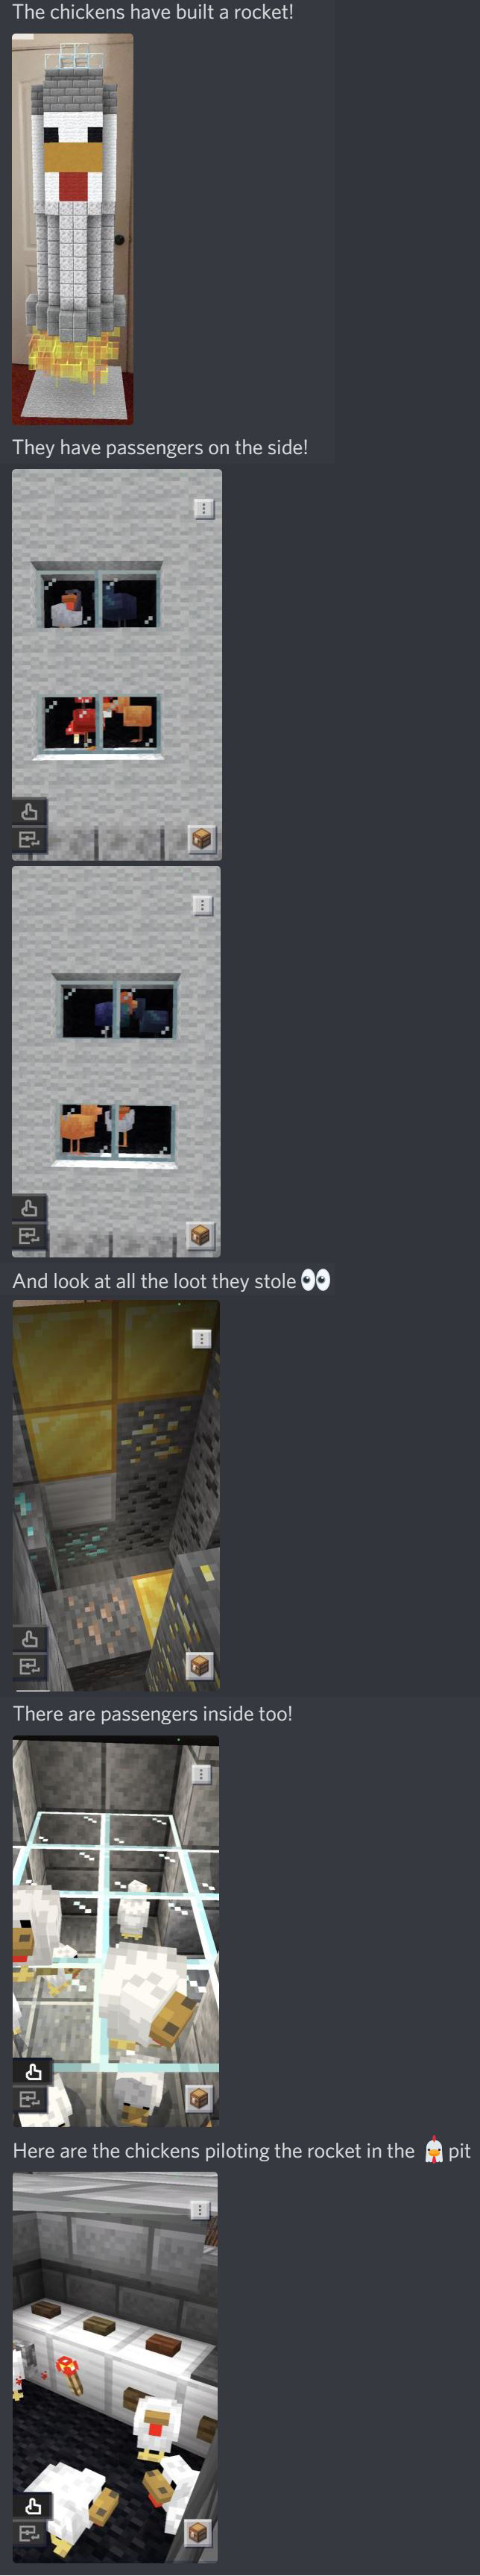 The chickens have built a rocket!
They have passengers on the side!
And look at all the loot they stole 👀
There are passengers inside too!
Here are the chickens piloting the rocket in the 🐔 pit